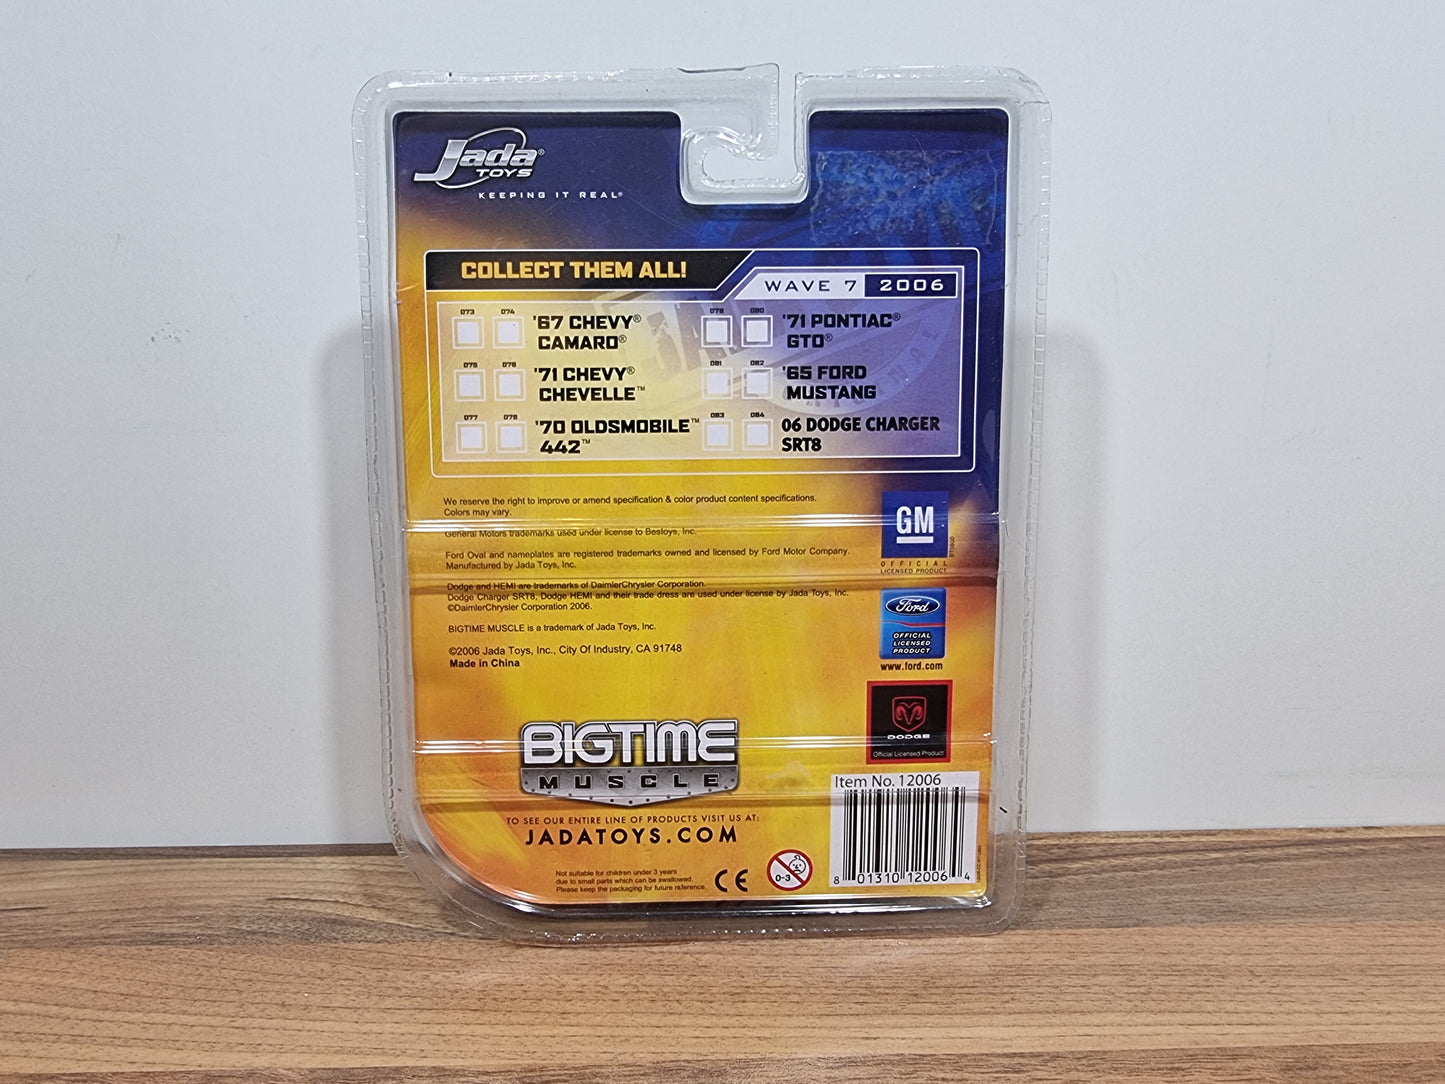 Jada®
TOYS
KEEPING IT REAL®
COLLECT THEM ALL!
WAVE 7 2006
073 074
'67 CHEVY®
CAMARO®
075 076
'71 CHEVY®
CHEVELLE™
077 078
'70 OLDSMOBILE™
442™
079 080
'71 PONTIAC®
GTO®
081 082
'65 FORD
MUSTANG
083 084
06 DODGE CHARGER
SRT8
We reserve the right to improve or amend specification & color product content specifications.
Colors may vary.
General Motors trademarks used under license to Bestoys, Inc.
Ford Oval and nameplates are registered trademarks owned and licensed by Ford Motor Company.
Manufactured by Jada Toys, Inc.
Dodge and HEMI are trademarks of DaimlerChrysler Corporation.
Dodge Charger SRT8, Dodge HEMI and their trade dress are used under license by Jada Toys, Inc.
©DaimlerChrysler Corporation 2006.
BIGTIME MUSCLE is a trademark of Jada Toys, Inc.
©2006 Jada Toys, Inc., City Of Industry, CA 91748
Made in China
GM
OFFICIAL
LICENSED PRODUCT
Ford
OFFICIAL
LICENSED
PRODUCT
www.ford.com
DODGE
Official Licensed Product
BIGTIME
MUSCLE
TO SEE OUR ENTIRE LINE OF PRODUCTS VISIT US AT:
JADATOYS.COM
Not suitable for children under 3 years
due to small parts which can be swallowed.
Please keep the packaging for future reference.
CE
0-3
Item No. 12006
8 01310 12006 4